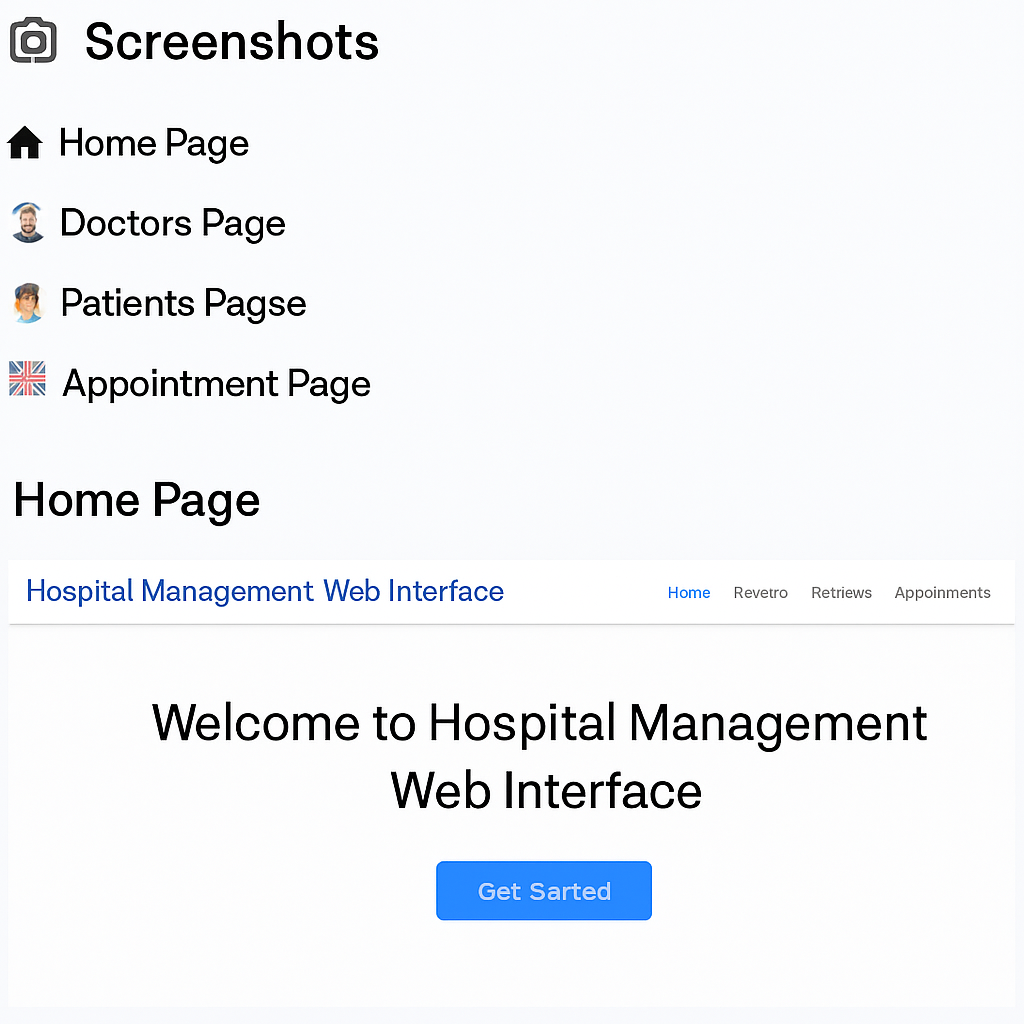 Screenshots
Home Page
Doctors Page
Patients Pagse
Appointment Page
Home Page
Hospital Management Web Interface
Home Revetro Retriews Appoinments
Welcome to Hospital Management
Web Interface
Get Sarted